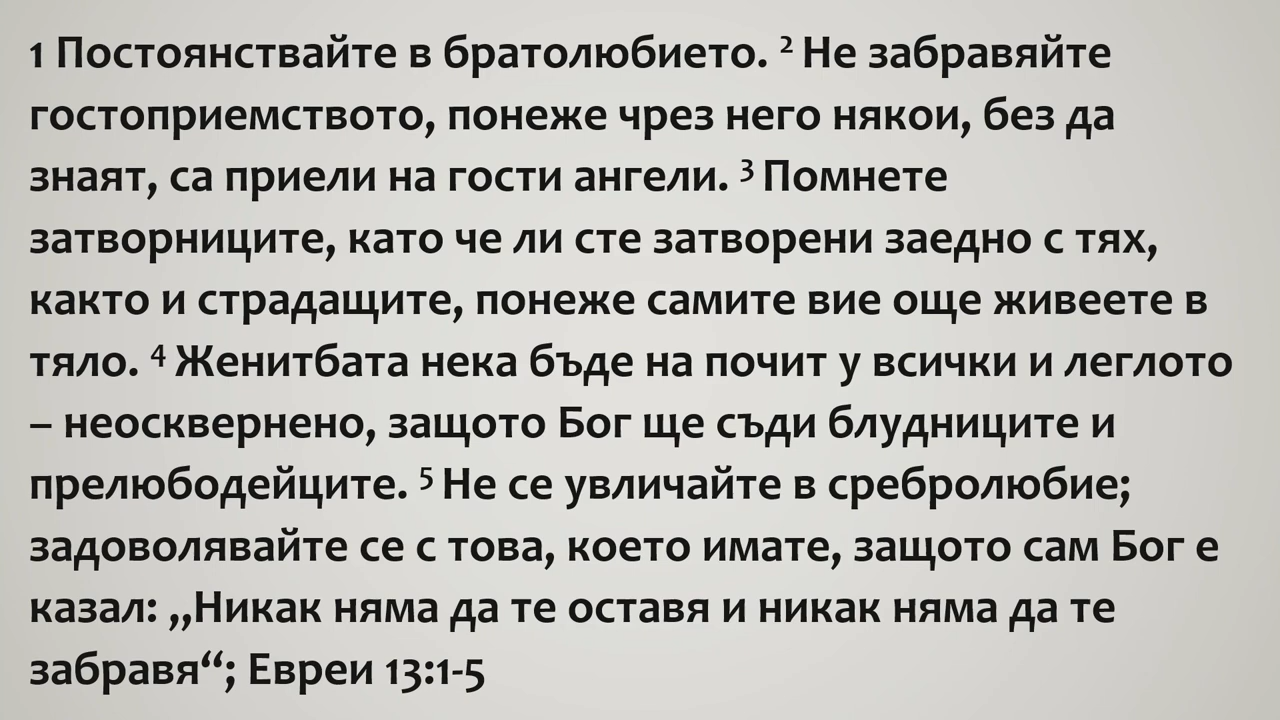 1 Постоянствайте в братолюбието. ² Не забравяйте
гостоприемството, понеже чрез него някои, без да
знаят, са приели на гости ангели. ³ Помнете
затворниците, като че ли сте затворени заедно с тях,
както и страдащите, понеже самите вие още живеете в
тяло. ⁴ Женитбата нека бъде на почит у всички и леглото
– неосквернено, защото Бог ще съди блудниците и
прелюбодейците. ⁵ Не се увличайте в сребролюбие;
задоволявайте се с това, което имате, защото сам Бог е
казал: „Никак няма да те оставя и никак няма да те
забравя“; Евреи 13:1-5